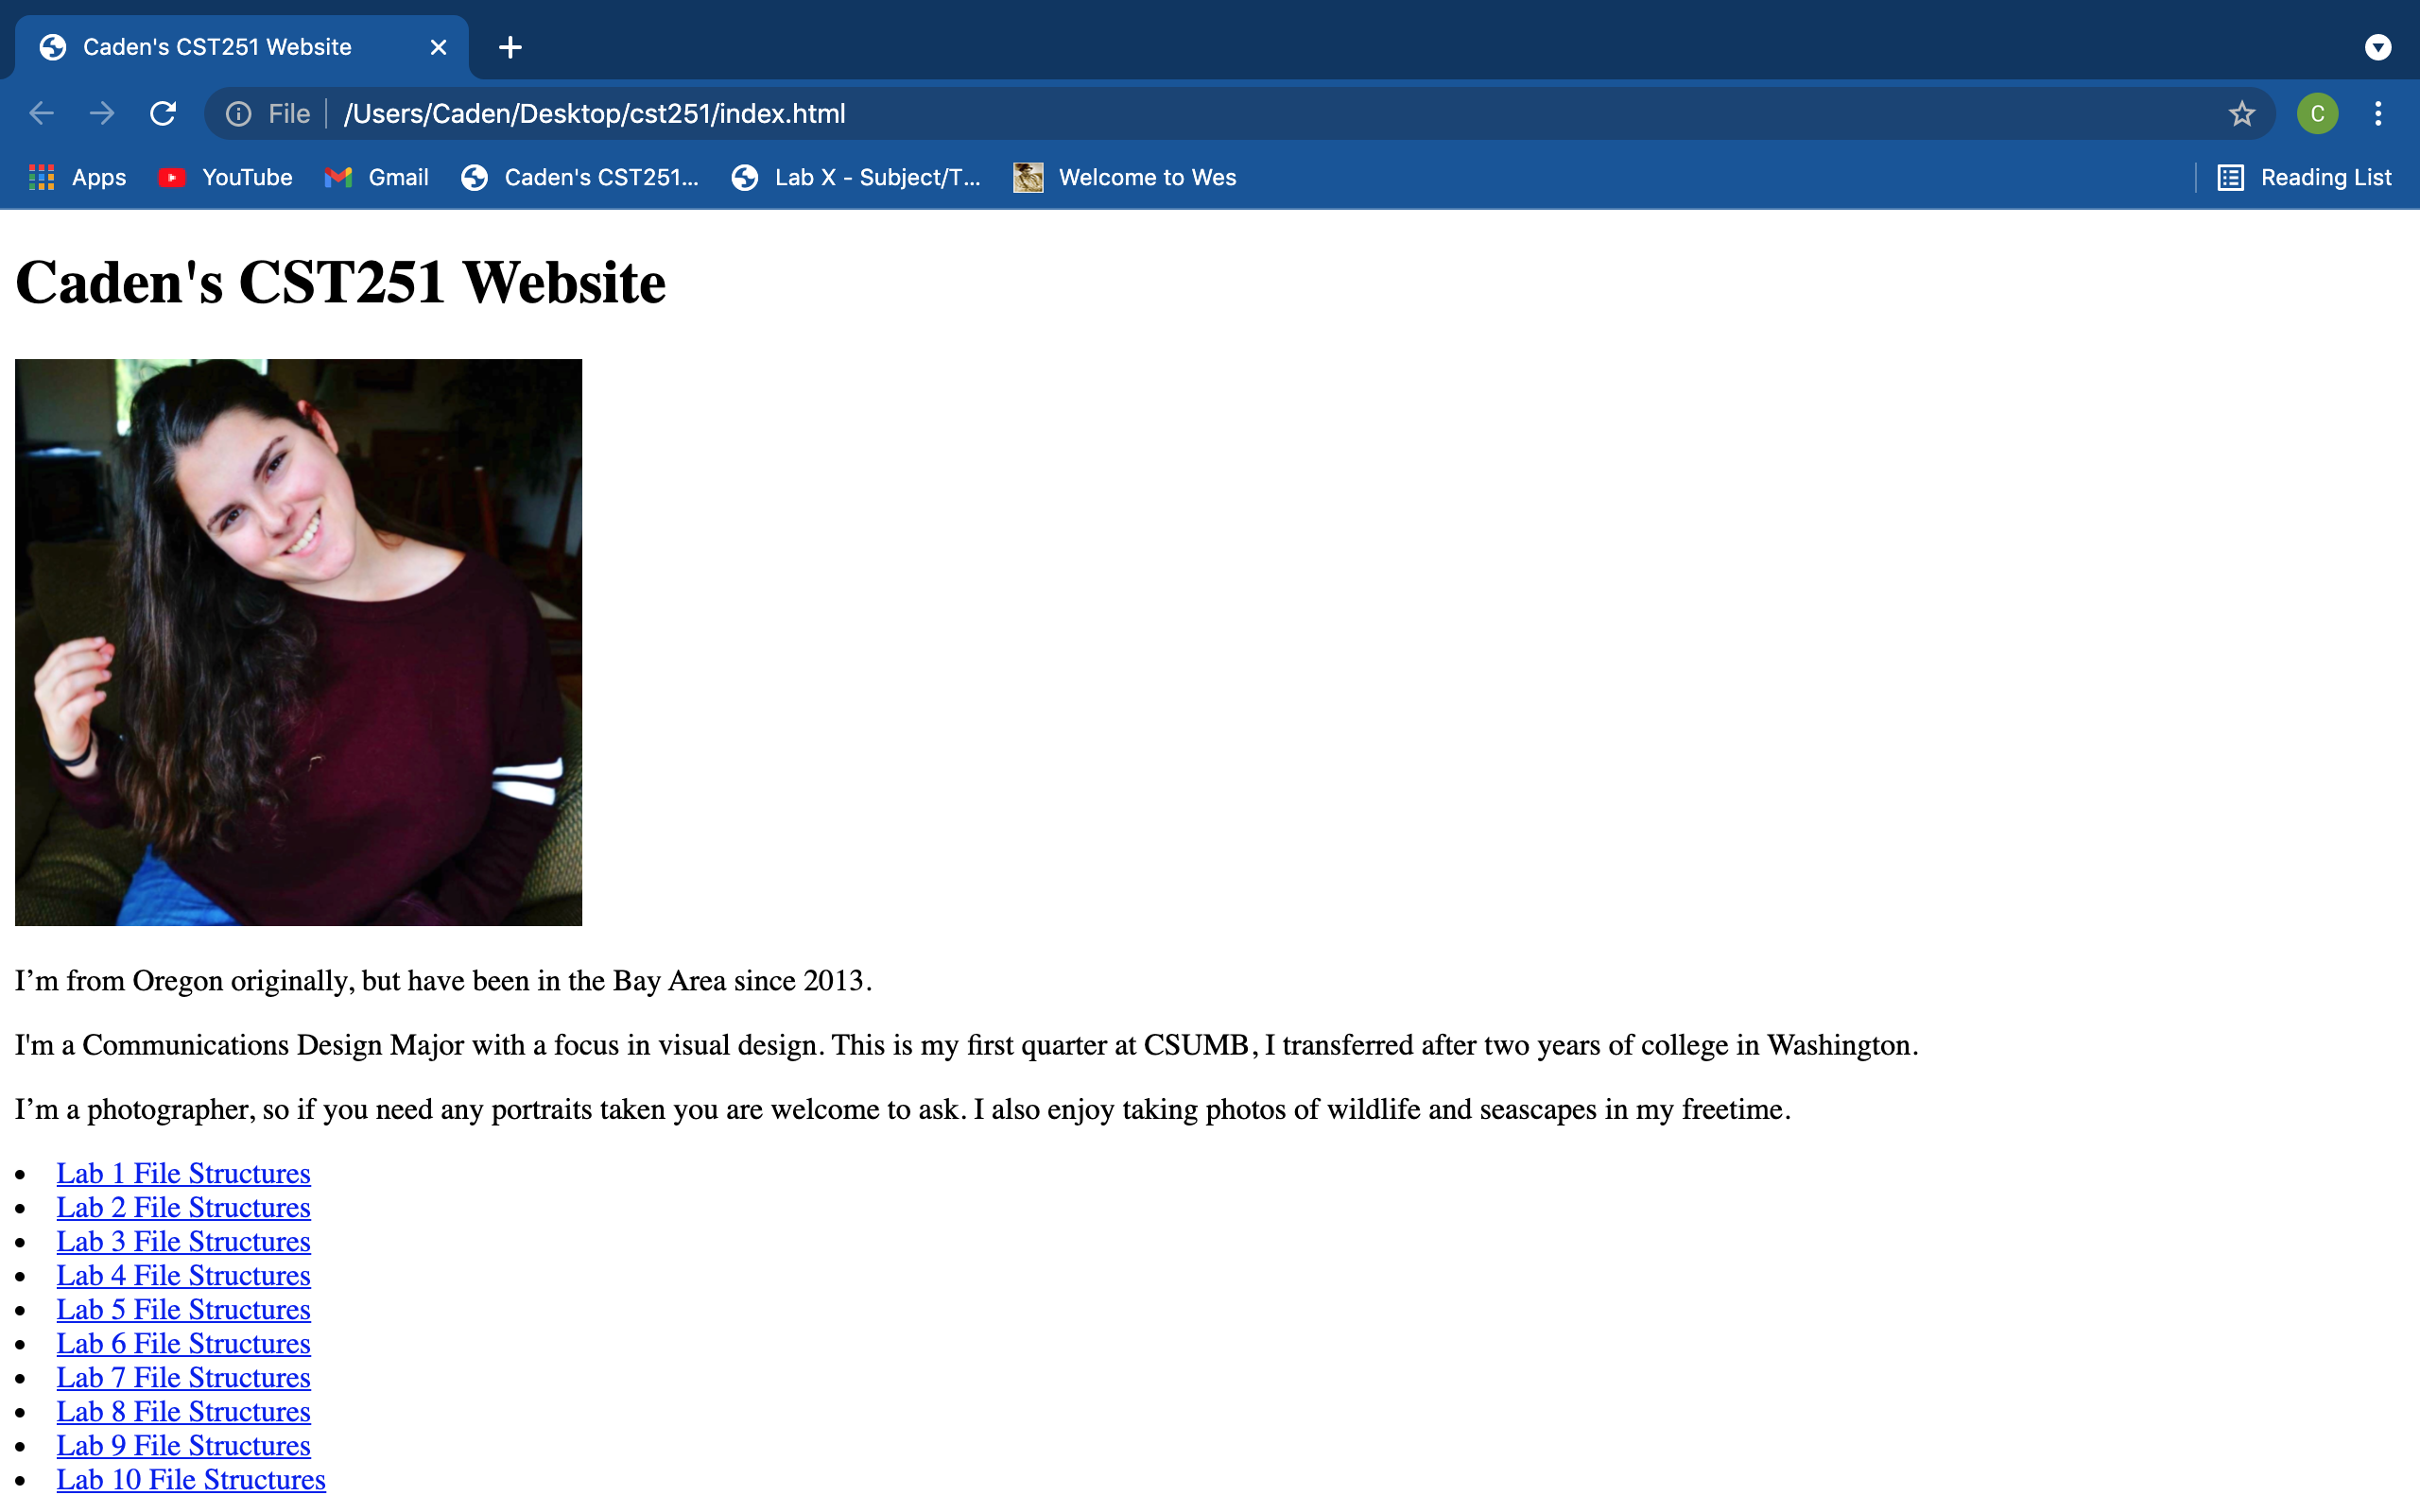 Caden's CST251 Website
File /Users/Caden/Desktop/cst251/index.html C
Apps YouTube Gmail Caden's CST251... Lab X - Subject/T... Welcome to Wes Reading List
Caden's CST251 Website
I’m from Oregon originally, but have been in the Bay Area since 2013.
I'm a Communications Design Major with a focus in visual design. This is my first quarter at CSUMB, I transferred after two years of college in Washington.
I’m a photographer, so if you need any portraits taken you are welcome to ask. I also enjoy taking photos of wildlife and seascapes in my freetime.
Lab 1 File Structures
Lab 2 File Structures
Lab 3 File Structures
Lab 4 File Structures
Lab 5 File Structures
Lab 6 File Structures
Lab 7 File Structures
Lab 8 File Structures
Lab 9 File Structures
Lab 10 File Structures